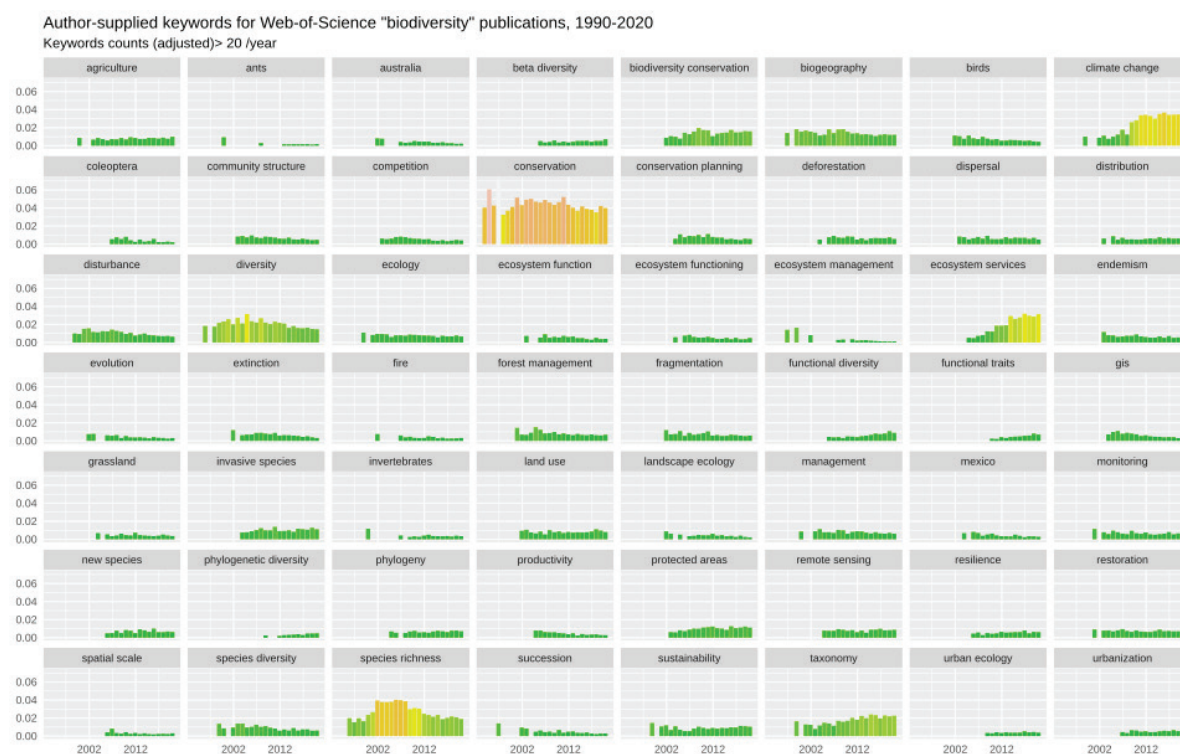 Author-supplied keywords for Web-of-Science "biodiversity" publications, 1990-2020
Keywords counts (adjusted)> 20 /year
agriculture ants australia beta diversity biodiversity conservation biogeography birds climate change
0.06
0.04
0.02
0.00
coleoptera community structure competition conservation conservation planning deforestation dispersal distribution
0.06
0.04
0.02
0.00
disturbance diversity ecology ecosystem function ecosystem functioning ecosystem management ecosystem services endemism
0.06
0.04
0.02
0.00
evolution extinction fire forest management fragmentation functional diversity functional traits gis
0.06
0.04
0.02
0.00
grassland invasive species invertebrates land use landscape ecology management mexico monitoring
0.06
0.04
0.02
0.00
new species phylogenetic diversity phylogeny productivity protected areas remote sensing resilience restoration
0.06
0.04
0.02
0.00
spatial scale species diversity species richness succession sustainability taxonomy urban ecology urbanization
0.06
0.04
0.02
0.00
2002 2012 2002 2012 2002 2012 2002 2012 2002 2012 2002 2012 2002 2012 2002 2012